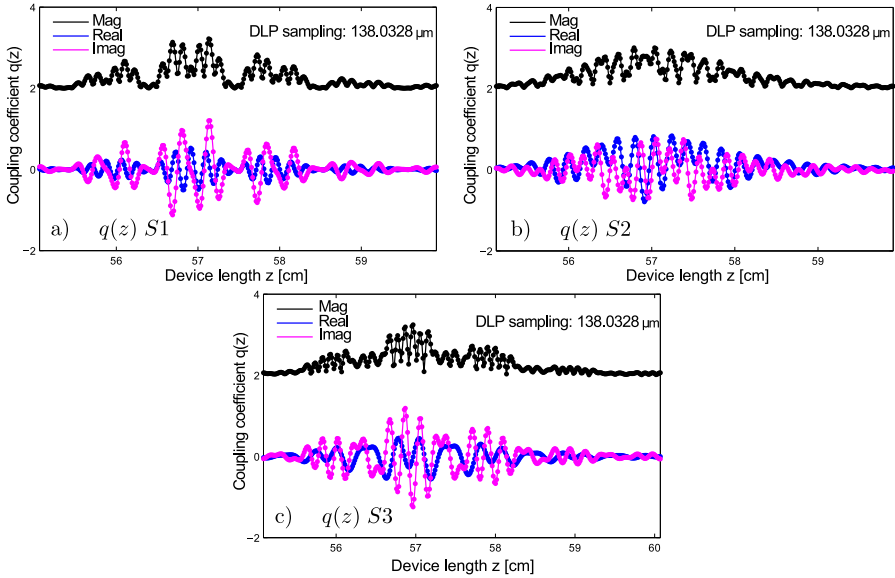 4
Mag
Real
Imag
DLP sampling: 138.0328 µm
2
0
−2
Coupling coefficient q(z)
a) q(z) S1
56 57 58 59
Device length z [cm]
4
Mag
Real
Imag
DLP sampling: 138.0328 µm
2
0
−2
Coupling coefficient q(z)
b) q(z) S2
56 57 58 59
Device length z [cm]
4
Mag
Real
Imag
DLP sampling: 138.0328 µm
2
0
−2
Coupling coefficient q(z)
c) q(z) S3
56 57 58 59 60
Device length z [cm]